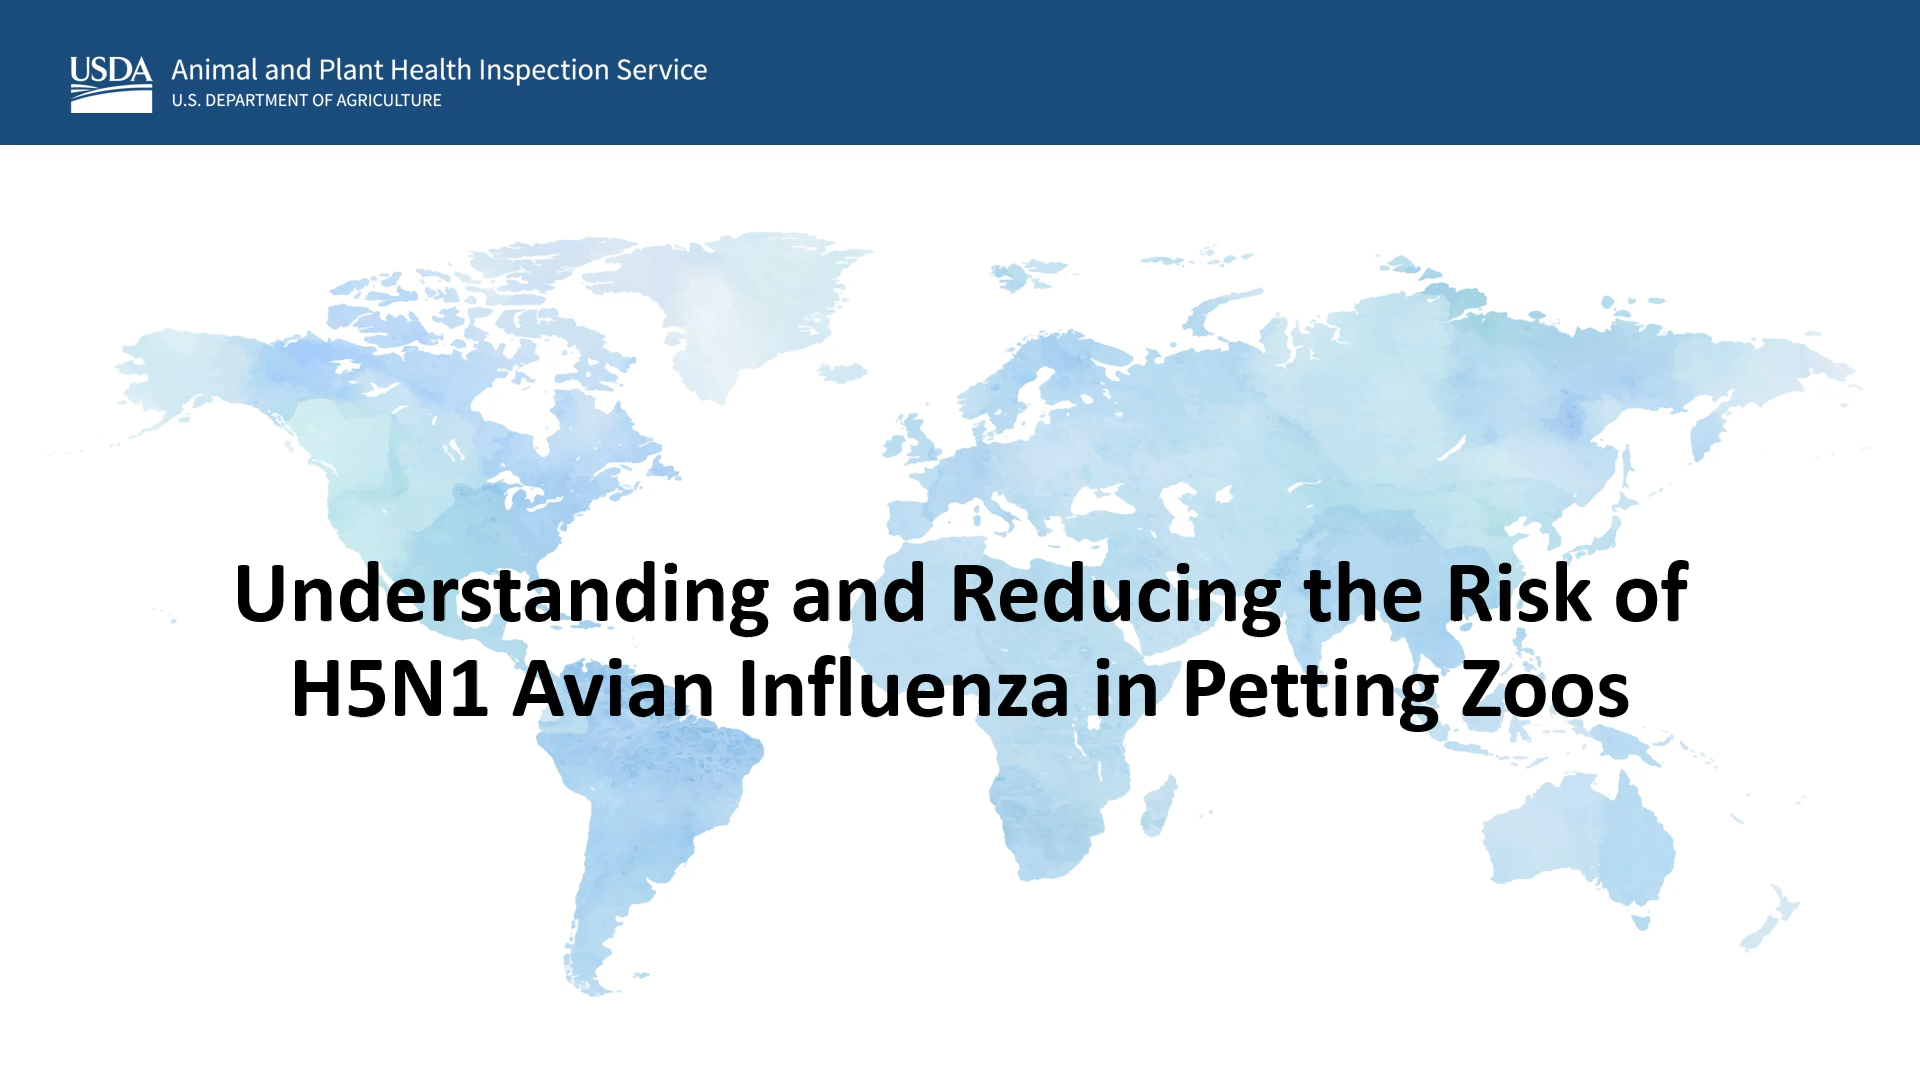 USDA
Animal and Plant Health Inspection Service
U.S. DEPARTMENT OF AGRICULTURE
Understanding and Reducing the Risk of
H5N1 Avian Influenza in Petting Zoos